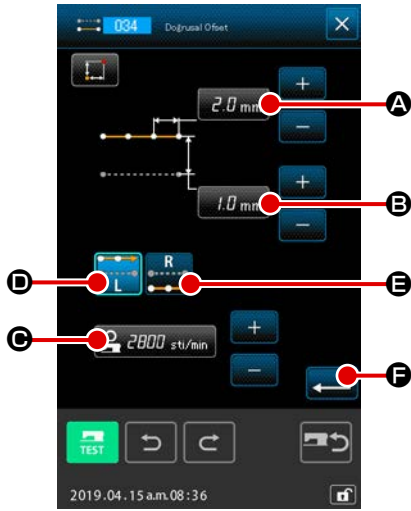 034 Doğrusal Ofset
2.0 mm
A
1.0 mm
B
D
L
R
E
C
2800 sti/min
F
TEST
2019.04.15 a.m.08:36